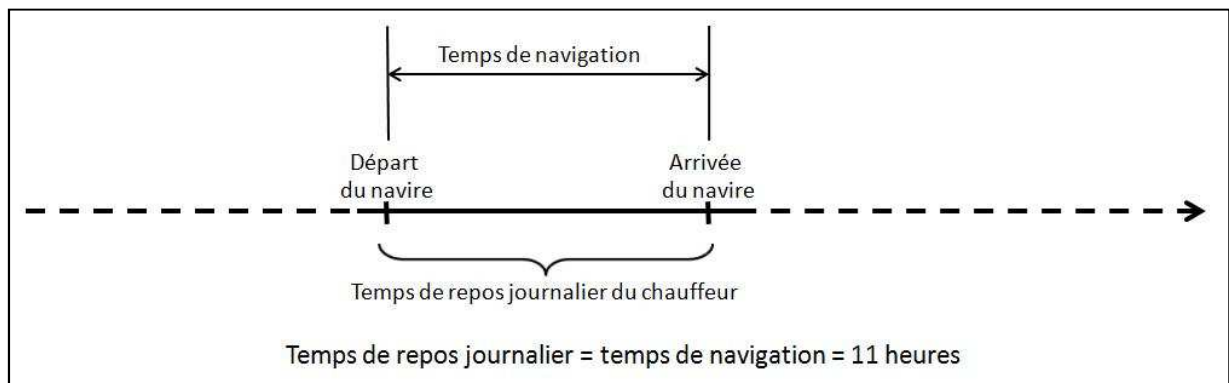 Temps de navigation
Départ
du navire
Arrivée
du navire
Temps de repos journalier du chauffeur
Temps de repos journalier = temps de navigation = 11 heures